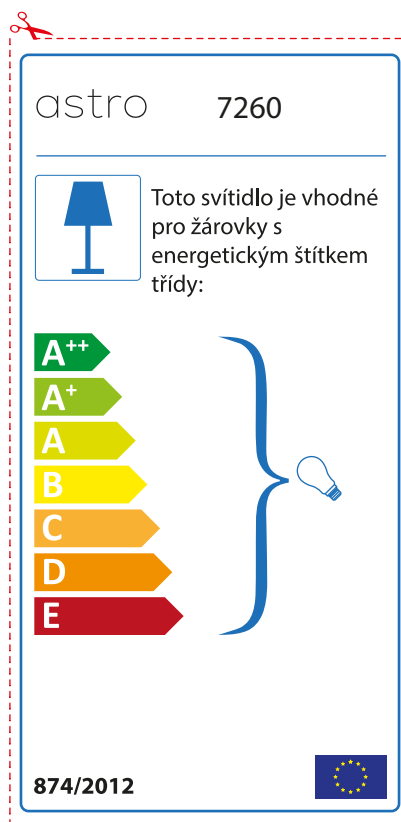 astro 7260
Toto svítidlo je vhodné
pro žárovky s
energetickým štítkem
třídy:
A++
A+
A
B
C
D
E
874/2012